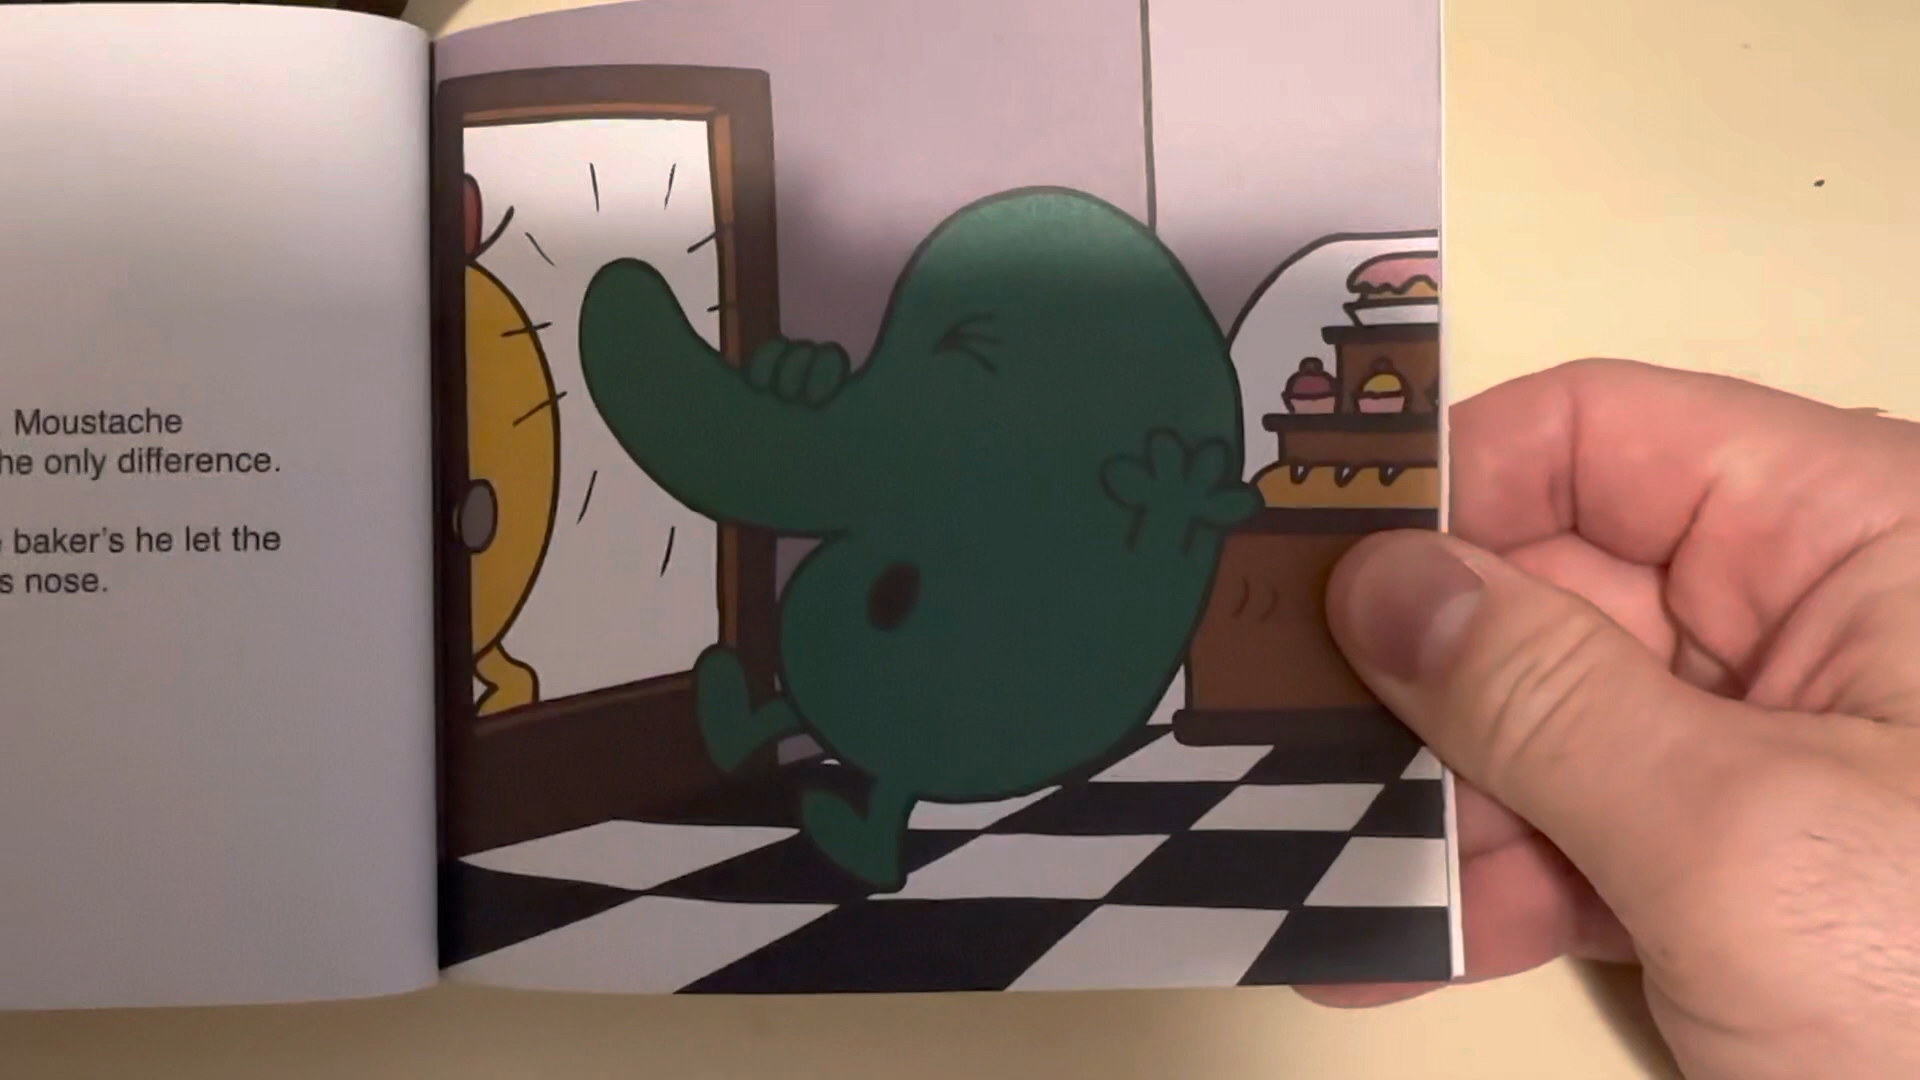 Moustache
he only difference.
baker's he let the
s nose.